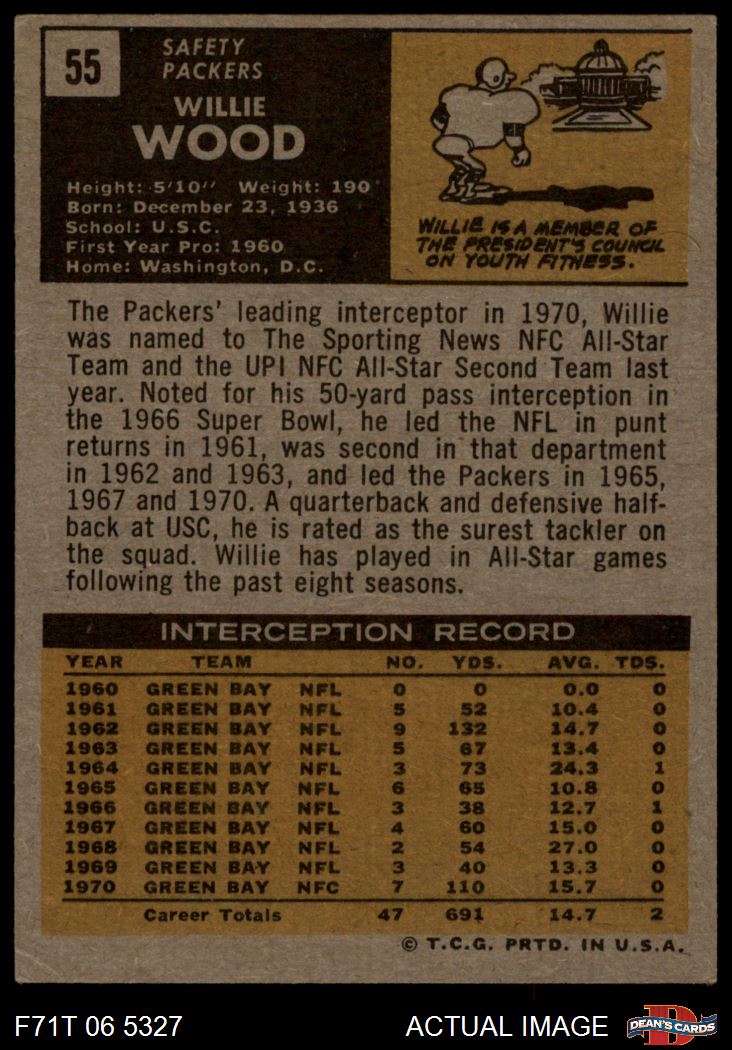 55
SAFETY
PACKERS
WILLIE
WOOD
Height: 5'10" Weight: 190
Born: December 23, 1936
School: U.S.C.
First Year Pro: 1960
Home: Washington, D.C.
WILLIE IS A MEMBER OF
THE PRESIDENT'S COUNCIL
ON YOUTH FITNESS.
The Packers' leading interceptor in 1970, Willie
was named to The Sporting News NFC All-Star
Team and the UPI NFC All-Star Second Team last
year. Noted for his 50-yard pass interception in
the 1966 Super Bowl, he led the NFL in punt
returns in 1961, was second in that department
in 1962 and 1963, and led the Packers in 1965,
1967 and 1970. A quarterback and defensive half-
back at USC, he is rated as the surest tackler on
the squad. Willie has played in All-Star games
following the past eight seasons.
INTERCEPTION RECORD
YEAR TEAM NO. YDS. AVG. TDS.
1960 GREEN BAY NFL 0 0 0.0 0
1961 GREEN BAY NFL 5 52 10.4 0
1962 GREEN BAY NFL 9 132 14.7 0
1963 GREEN BAY NFL 5 67 13.4 0
1964 GREEN BAY NFL 3 73 24.3 1
1965 GREEN BAY NFL 6 65 10.8 0
1966 GREEN BAY NFL 3 38 12.7 1
1967 GREEN BAY NFL 4 60 15.0 0
1968 GREEN BAY NFL 2 54 27.0 0
1969 GREEN BAY NFL 3 40 13.3 0
1970 GREEN BAY NFC 7 110 15.7 0
Career Totals 47 691 14.7 2
© T.C.G. PRTD. IN U.S.A.
F71T 06 5327 ACTUAL IMAGE D DEAN'S CARDS